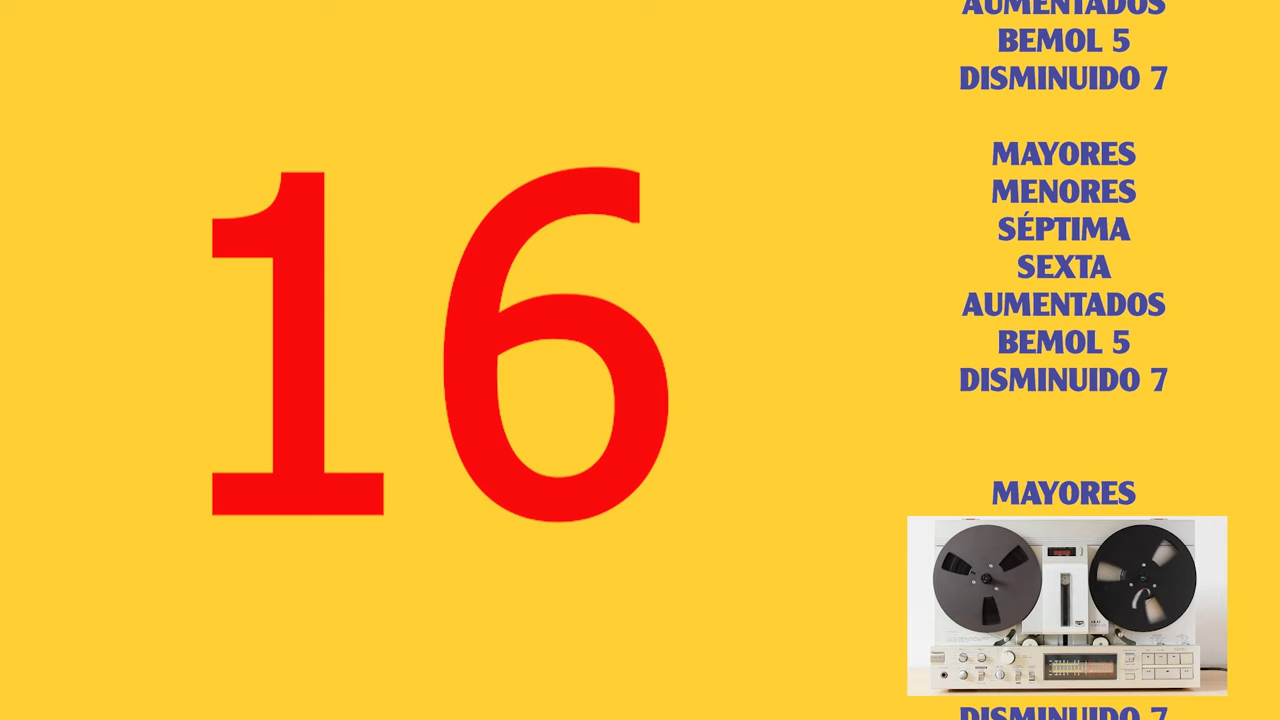 16
AUMENTADOS
BEMOL 5
DISMINUIDO 7
MAYORES
MENORES
SÉPTIMA
SEXTA
AUMENTADOS
BEMOL 5
DISMINUIDO 7
MAYORES
DISMINUIDO 7